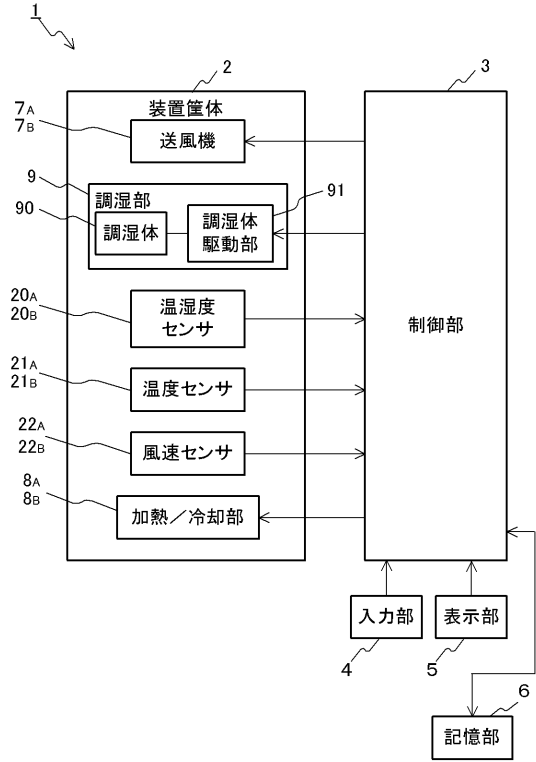 1
2
3
装置筐体
7A
7B
送風機
9
調湿部
91
90
調湿体
調湿体
駆動部
20A
20B
温湿度
センサ
制御部
21A
21B
温度センサ
22A
22B
風速センサ
8A
8B
加熱／冷却部
入力部
表示部
4
5
6
記憶部